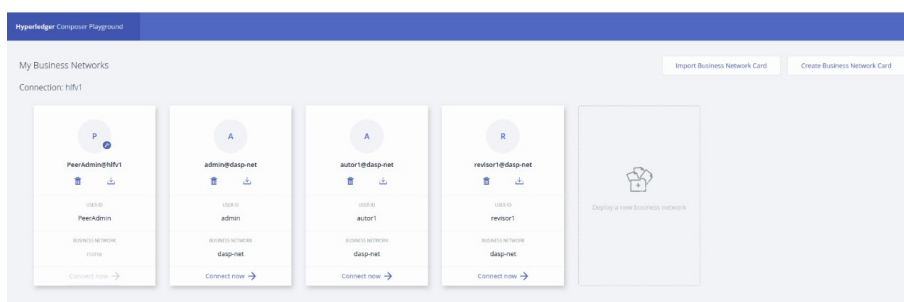 Hyperledger Composer Playground
My Business Networks
Import Business Network Card
Create Business Network Card
Connection: hlfv1
P
PeerAdmin@hlfv1
USER ID
PeerAdmin
BUSINESS NETWORK
none
Connect now →
A
admin@dasp-net
USER ID
admin
BUSINESS NETWORK
dasp-net
Connect now →
A
autor1@dasp-net
USER ID
autor1
BUSINESS NETWORK
dasp-net
Connect now →
R
revisor1@dasp-net
USER ID
revisor1
BUSINESS NETWORK
dasp-net
Connect now →
Deploy a new business network